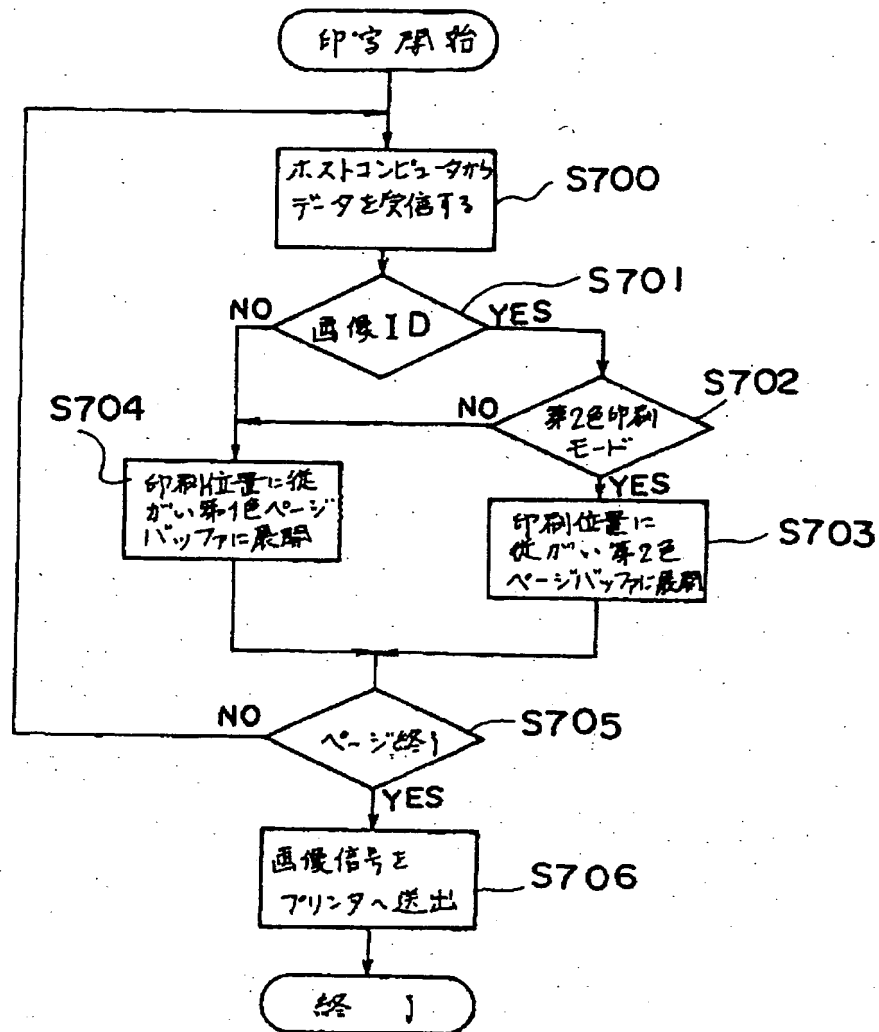 印字開始
ホストコンピュータから
データを受信する
S700
S701
NO
画像ID
YES
S702
S704
NO
第2色印刷
モード
YES
印刷位置に従
がい第1色ページ
バッファに展開
印刷位置に
従がい第2色
ページバッファに展開
S703
NO
ページ終了
S705
YES
画像信号を
プリンタへ送出
S706
終 了